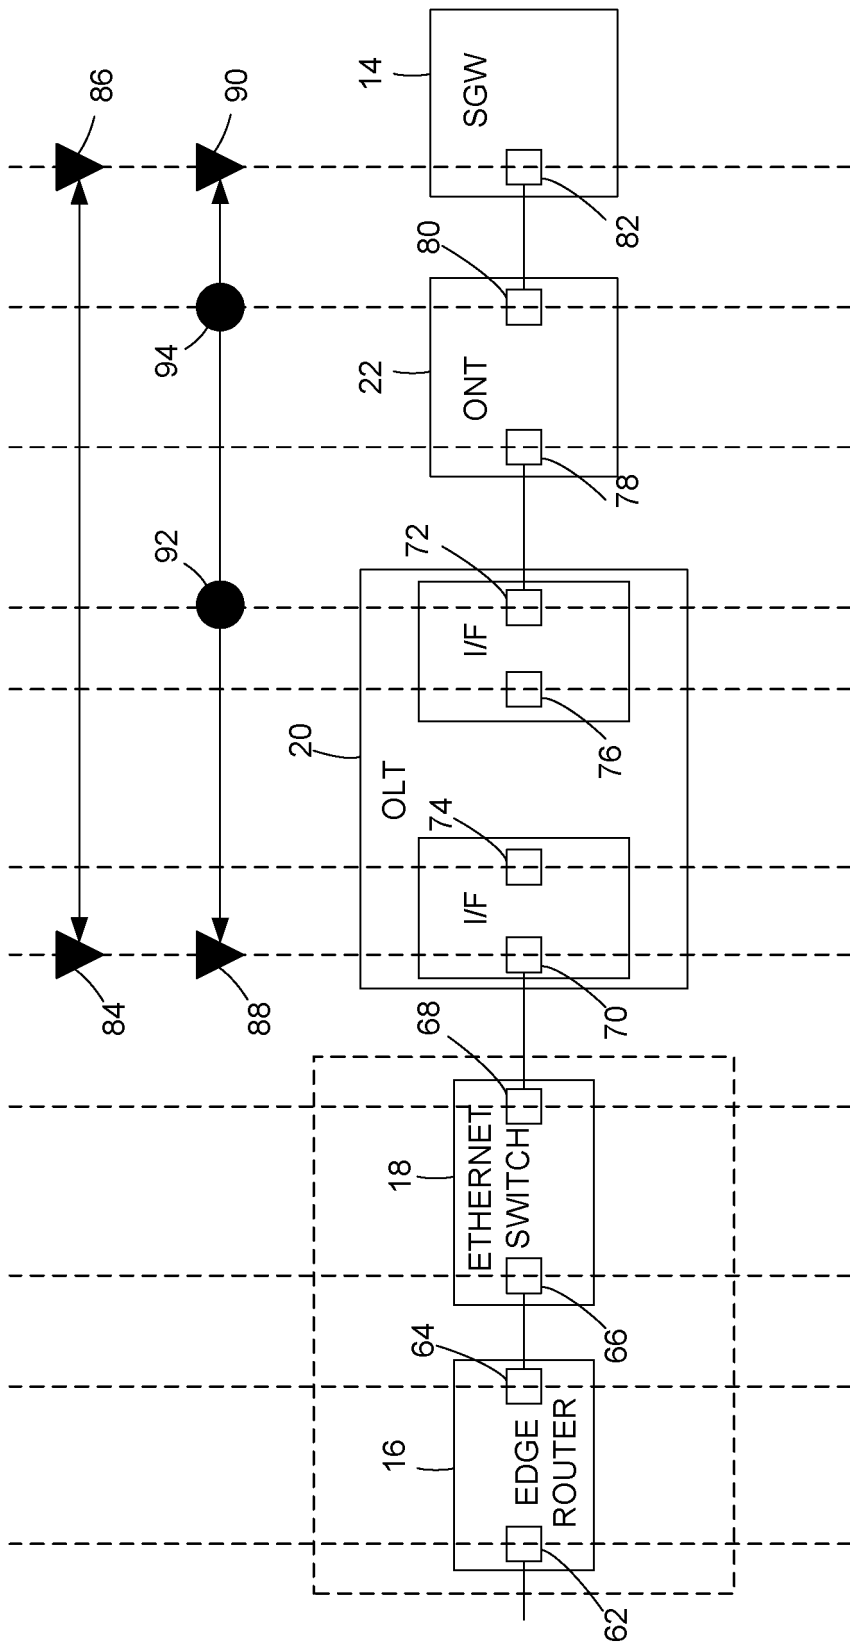 86
90
14
SGW
82
80
94
22
ONT
78
92
72
I/F
76
20
OLT
74
I/F
70
84
88
68
18
ETHERNET
SWITCH
66
64
16
EDGE
ROUTER
62